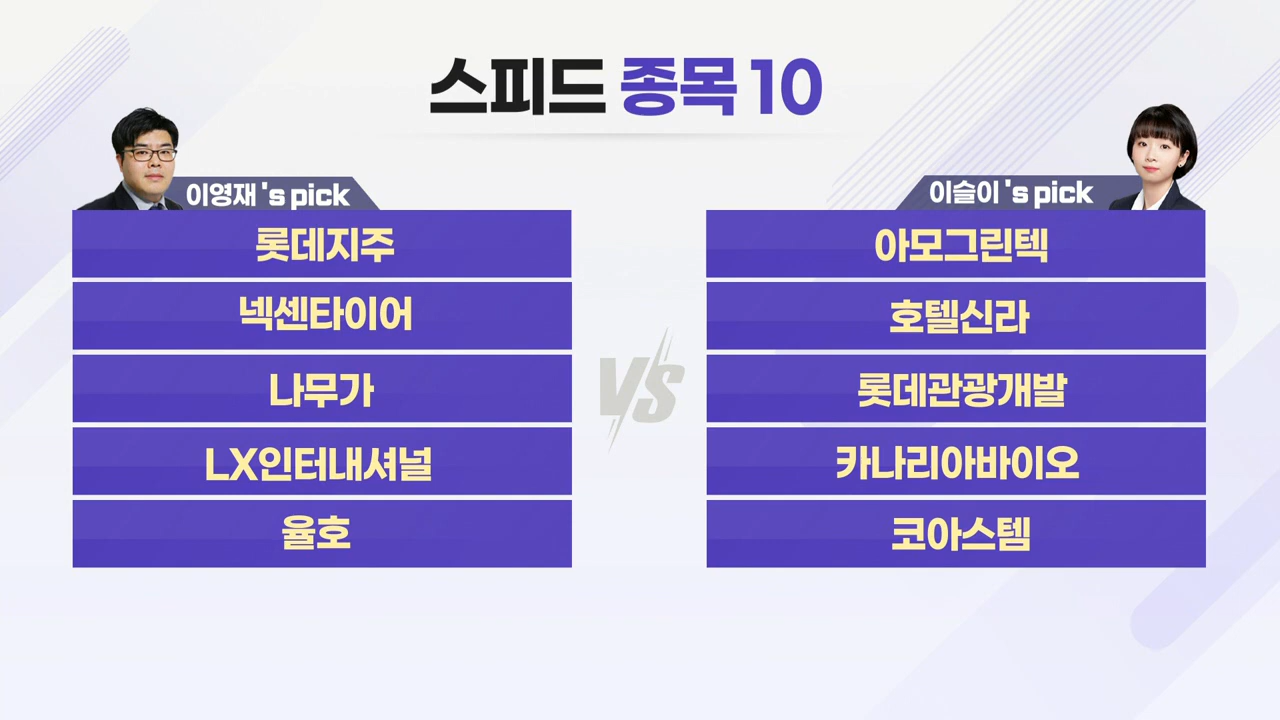 스피드 종목 10
이영재 's pick
롯데지주
넥센타이어
나무가
LX인터내셔널
율호
VS
이슬이 's pick
아모그린텍
호텔신라
롯데관광개발
카나리아바이오
코아스템